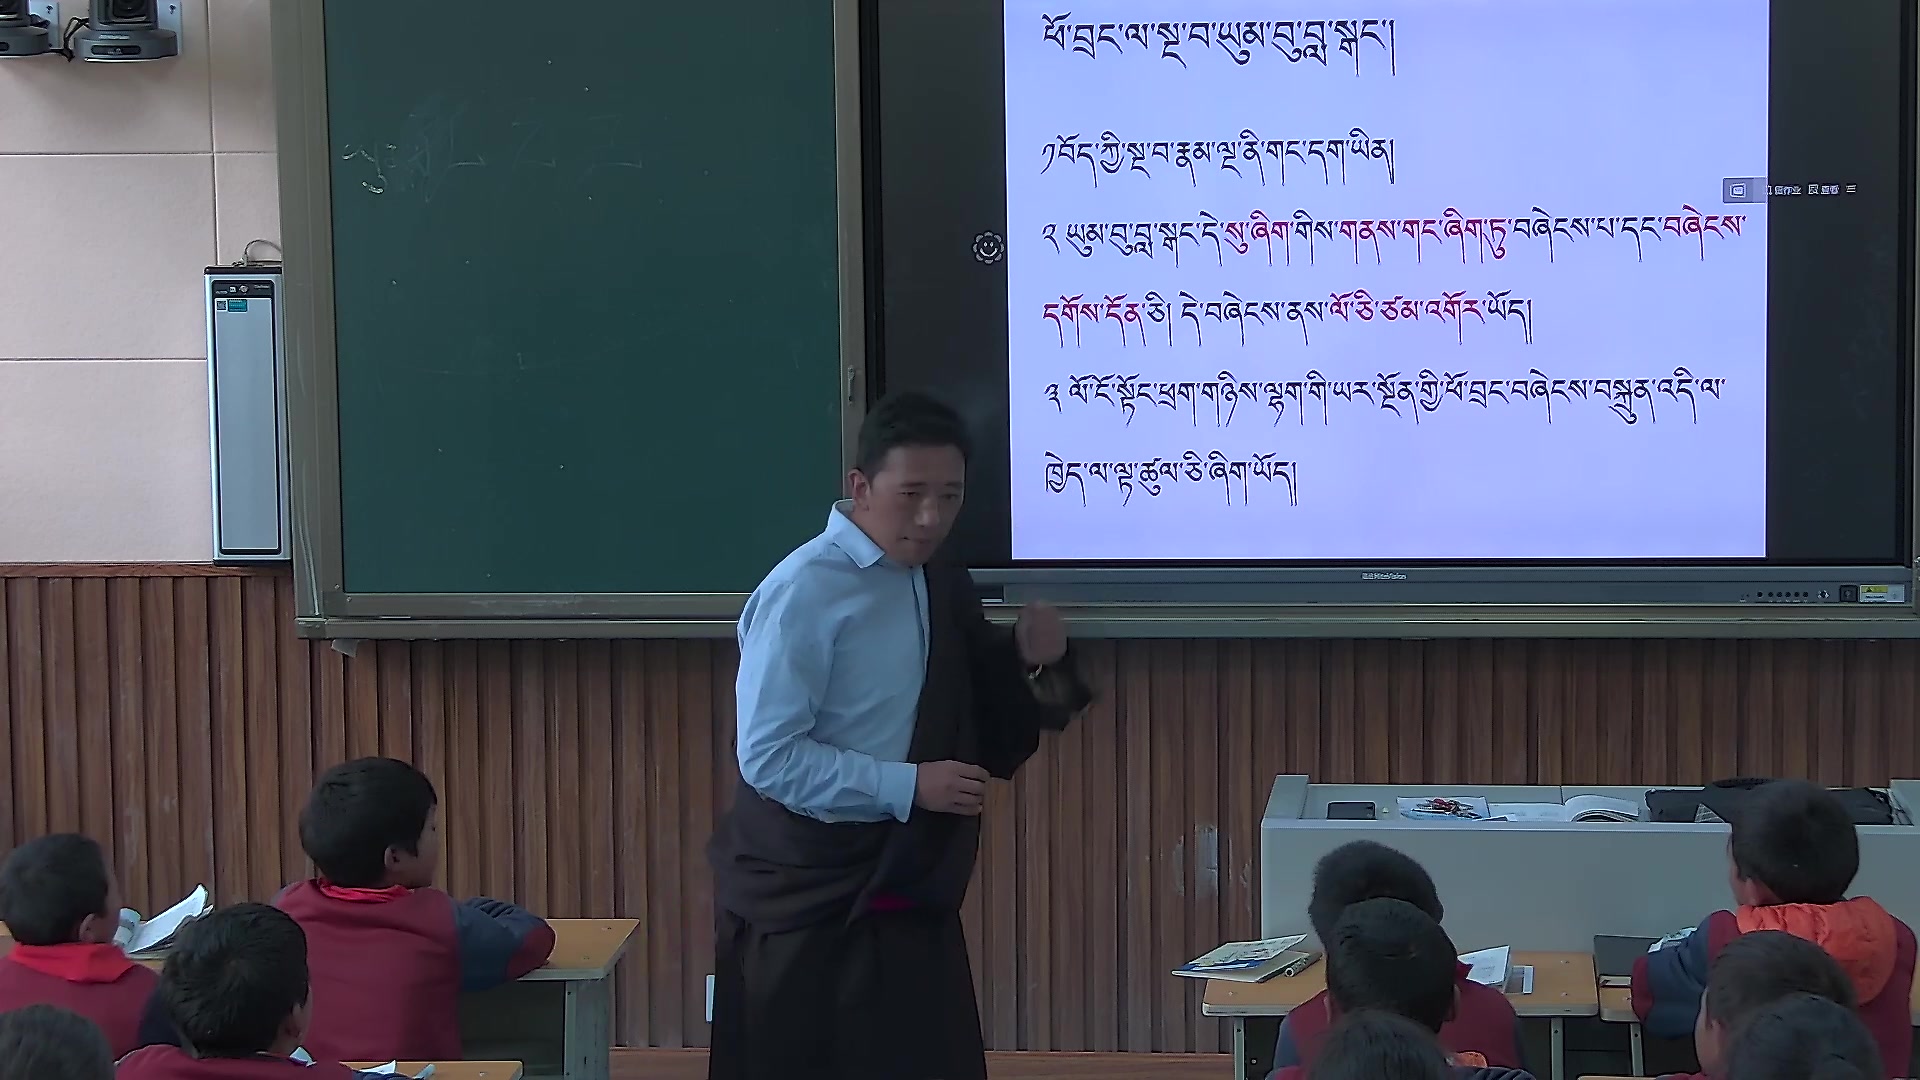 ཕོ་བྲང་ལ་སྔ་བ་ཡུམ་བུ་བླ་སྒང་།
༡བོད་ཀྱི་སྔ་བ་རྣམ་ལྔ་ནི་གང་དག་ཡིན།
༢ ཡུམ་བུ་བླ་སྒང་དེ་སུ་ཞིག་གིས་གནས་གང་ཞིག་ཏུ་བཞེངས་པ་དང་བཞེངས་
དགོས་དོན་ཅི། དེ་བཞེངས་ནས་ལོ་ཅི་ཙམ་འགོར་ཡོད།
༣ ལོ་ངོ་སྟོང་ཕྲག་གཉིས་ལྷག་གི་ཡར་སྔོན་གྱི་ཕོ་བྲང་བཞེངས་བསྐྲུན་འདི་ལ་
ཁྱེད་ལ་ལྟ་ཚུལ་ཅི་ཞིག་ཡོད།